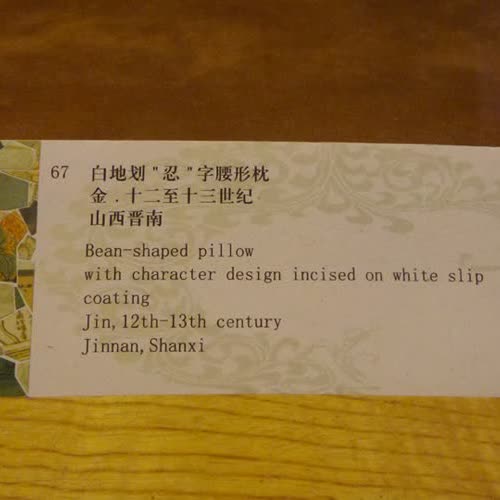 67 白地划"忍"字腰形枕
金．十二至十三世纪
山西晋南
Bean-shaped pillow
with character design incised on white slip
coating
Jin,12th-13th century
Jinnan,Shanxi